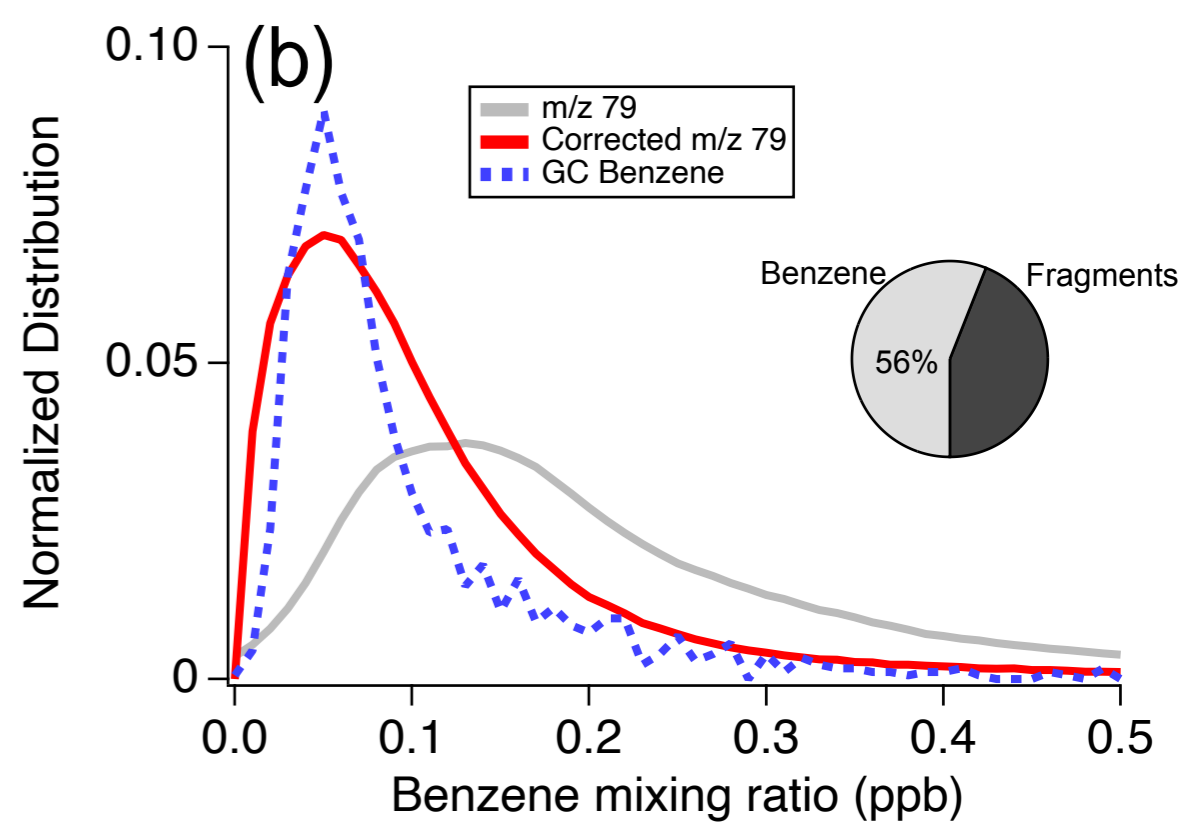 (b)
0.10
0.05
0
Normalized Distribution
m/z 79
Corrected m/z 79
GC Benzene
Benzene
Fragments
56%
0.0
0.1
0.2
0.3
0.4
0.5
Benzene mixing ratio (ppb)